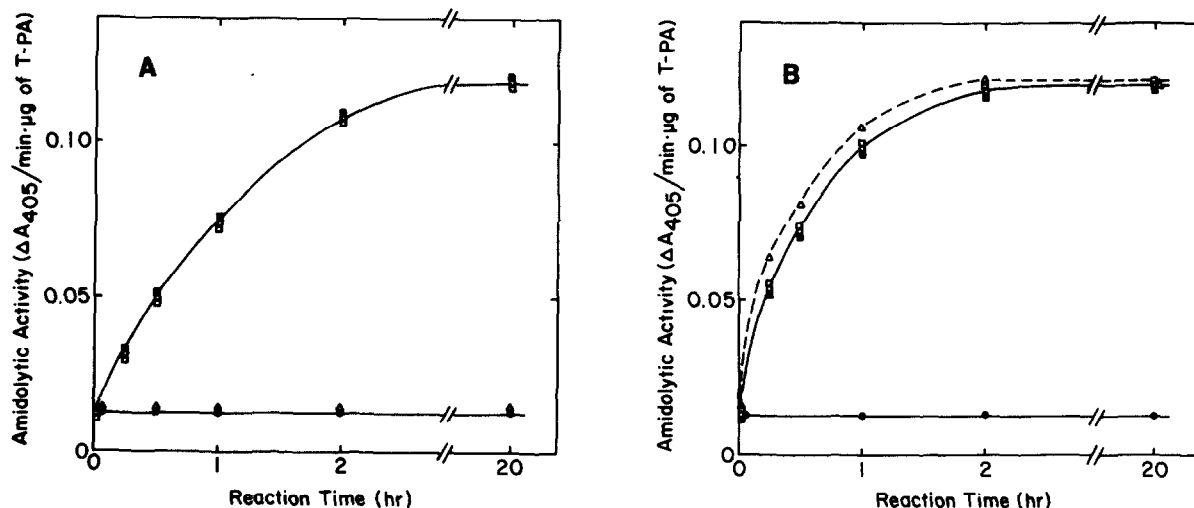 A
Amidolytic Activity (ΔA405/min·μg of T-PA)
0.10
0.05
0
0 1 2 20
Reaction Time (hr)
B
Amidolytic Activity (ΔA405/min·μg of T-PA)
0.10
0.05
0
0 1 2 20
Reaction Time (hr)